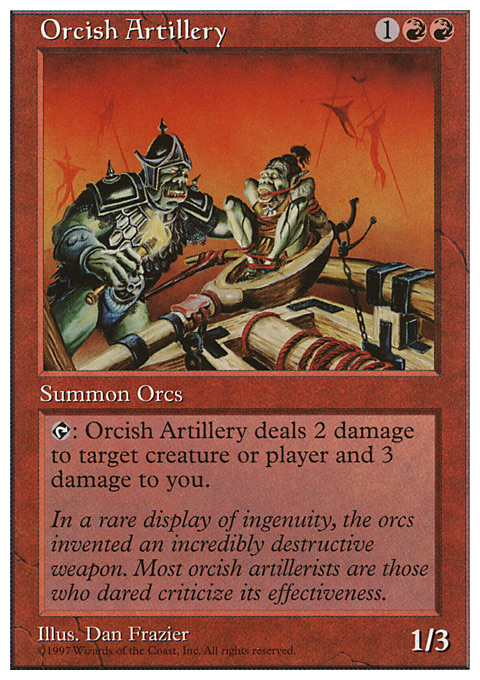 Orcish Artillery
1
Summon Orcs
: Orcish Artillery deals 2 damage
to target creature or player and 3
damage to you.
In a rare display of ingenuity, the orcs
invented an incredibly destructive
weapon. Most orcish artillerists are those
who dared criticize its effectiveness.
Illus. Dan Frazier
©1997 Wizards of the Coast, Inc. All rights reserved.
1/3